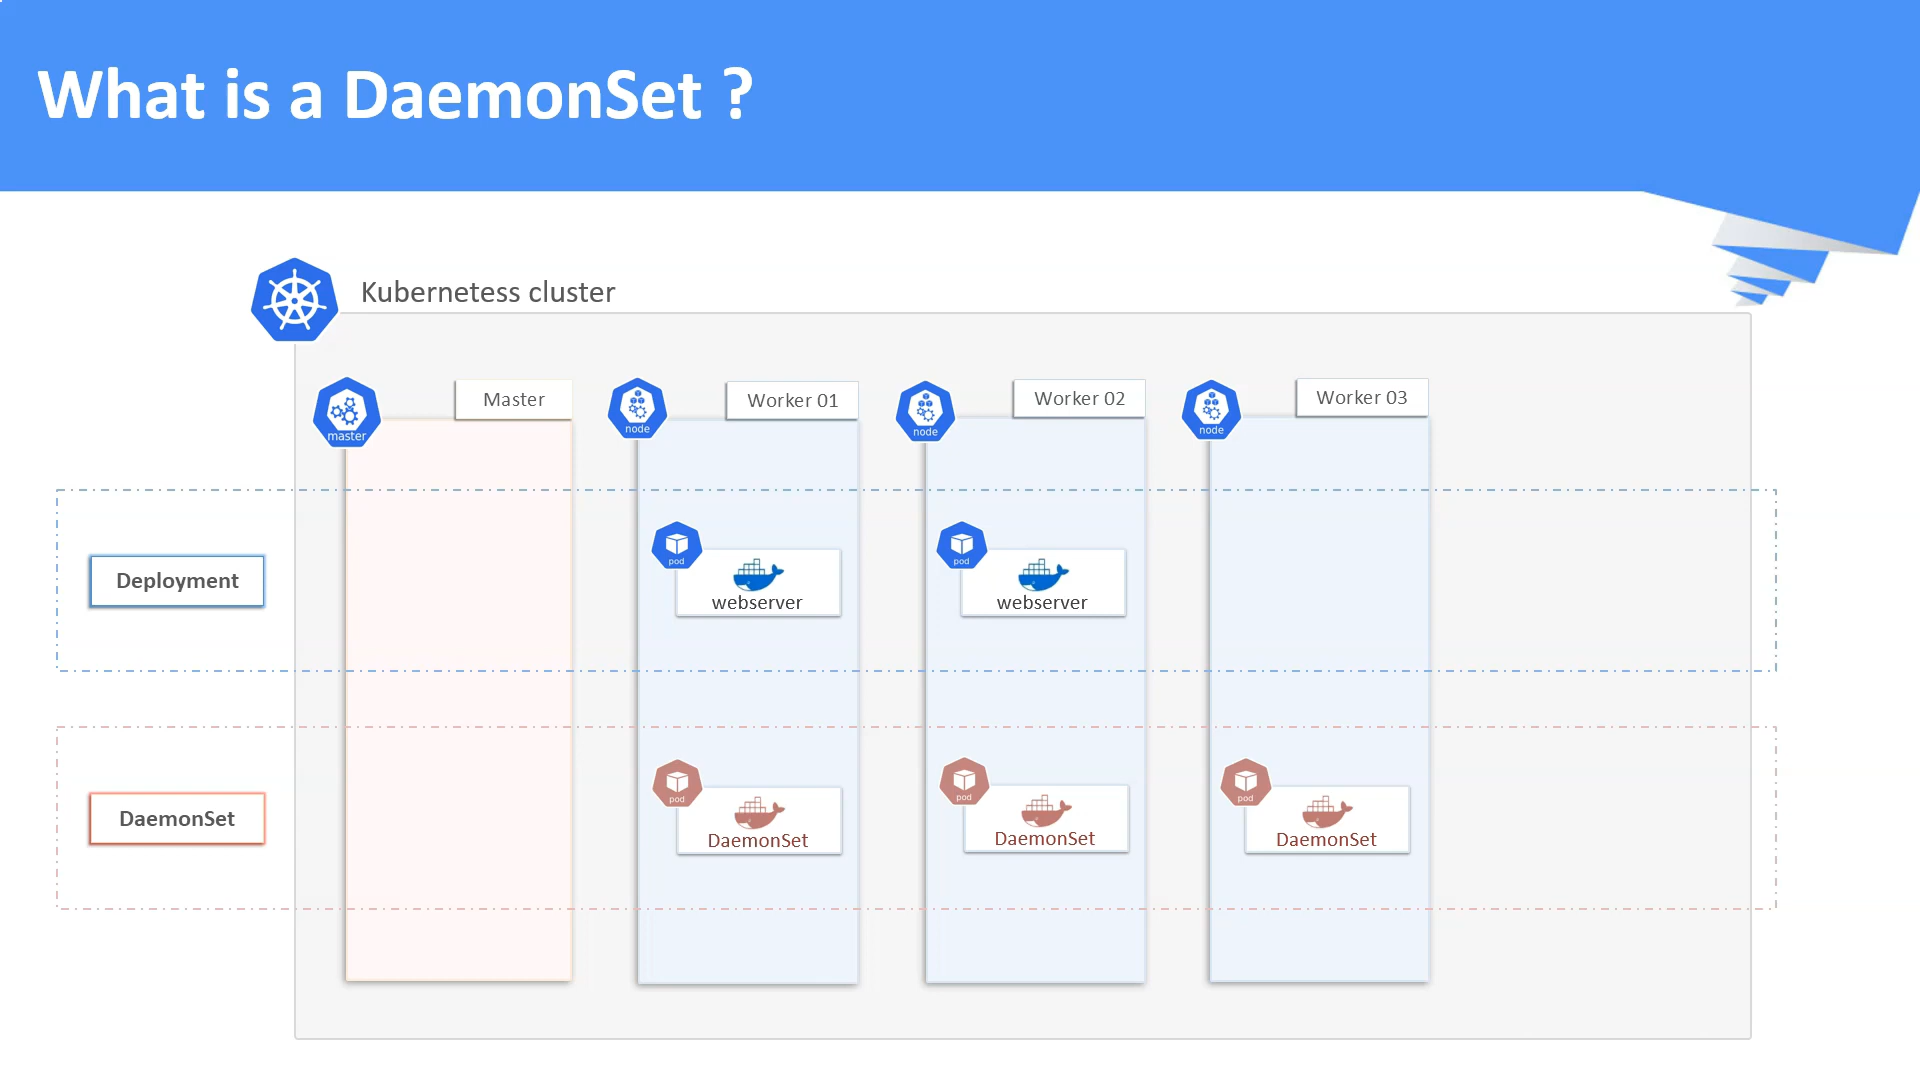 What is a DaemonSet ?
Kubernetess cluster
Master
Worker 01
Worker 02
Worker 03
master
node
node
node
Deployment
pod
webserver
pod
webserver
DaemonSet
pod
DaemonSet
pod
DaemonSet
pod
DaemonSet